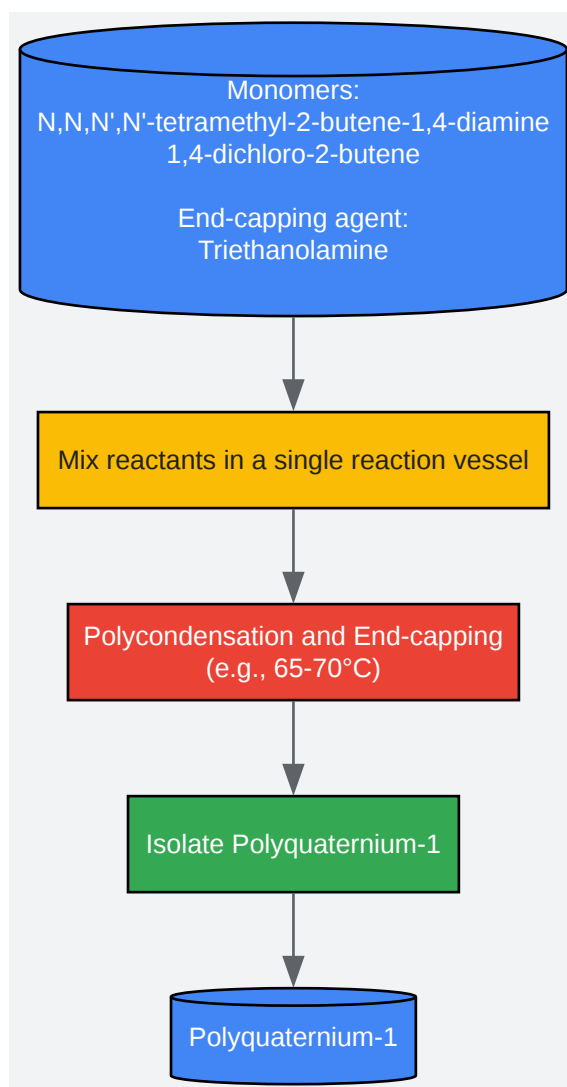 Monomers:
N,N,N',N'-tetramethyl-2-butene-1,4-diamine
1,4-dichloro-2-butene
End-capping agent:
Triethanolamine
Mix reactants in a single reaction vessel
Polycondensation and End-capping
(e.g., 65-70°C)
Isolate Polyquaternium-1
Polyquaternium-1